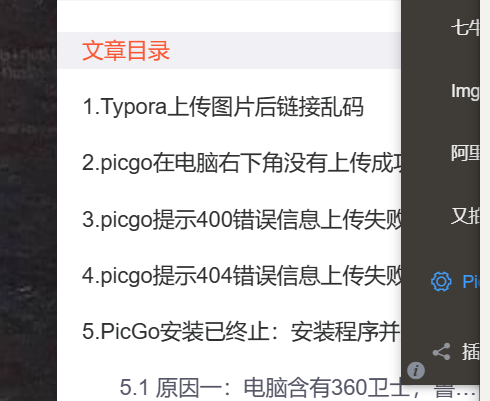 文章目录
1.Typora上传图片后链接乱码
2.picgo在电脑右下角没有上传成功
3.picgo提示400错误信息上传失败
4.picgo提示404错误信息上传失败
5.PicGo安装已终止：安装程序并
5.1 原因一：电脑含有360卫士，鲁…
七牛
Img
阿里
又拍
Pic
插